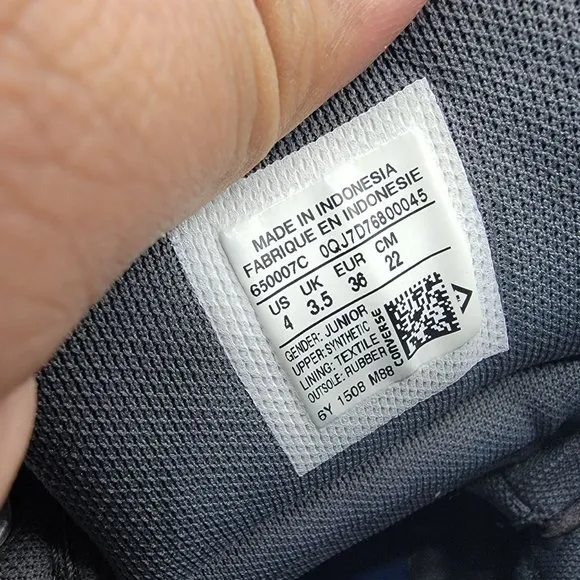 MADE IN INDONESIA
FABRIQUE EN INDONESIE
650007C 0QJ7D76800045
US UK EUR CM
4 3.5 36 22
GENDER: JUNIOR
UPPER: SYNTHETIC
LINING: TEXTILE
OUTSOLE: RUBBER
6Y 1508 M88
CONVERSE